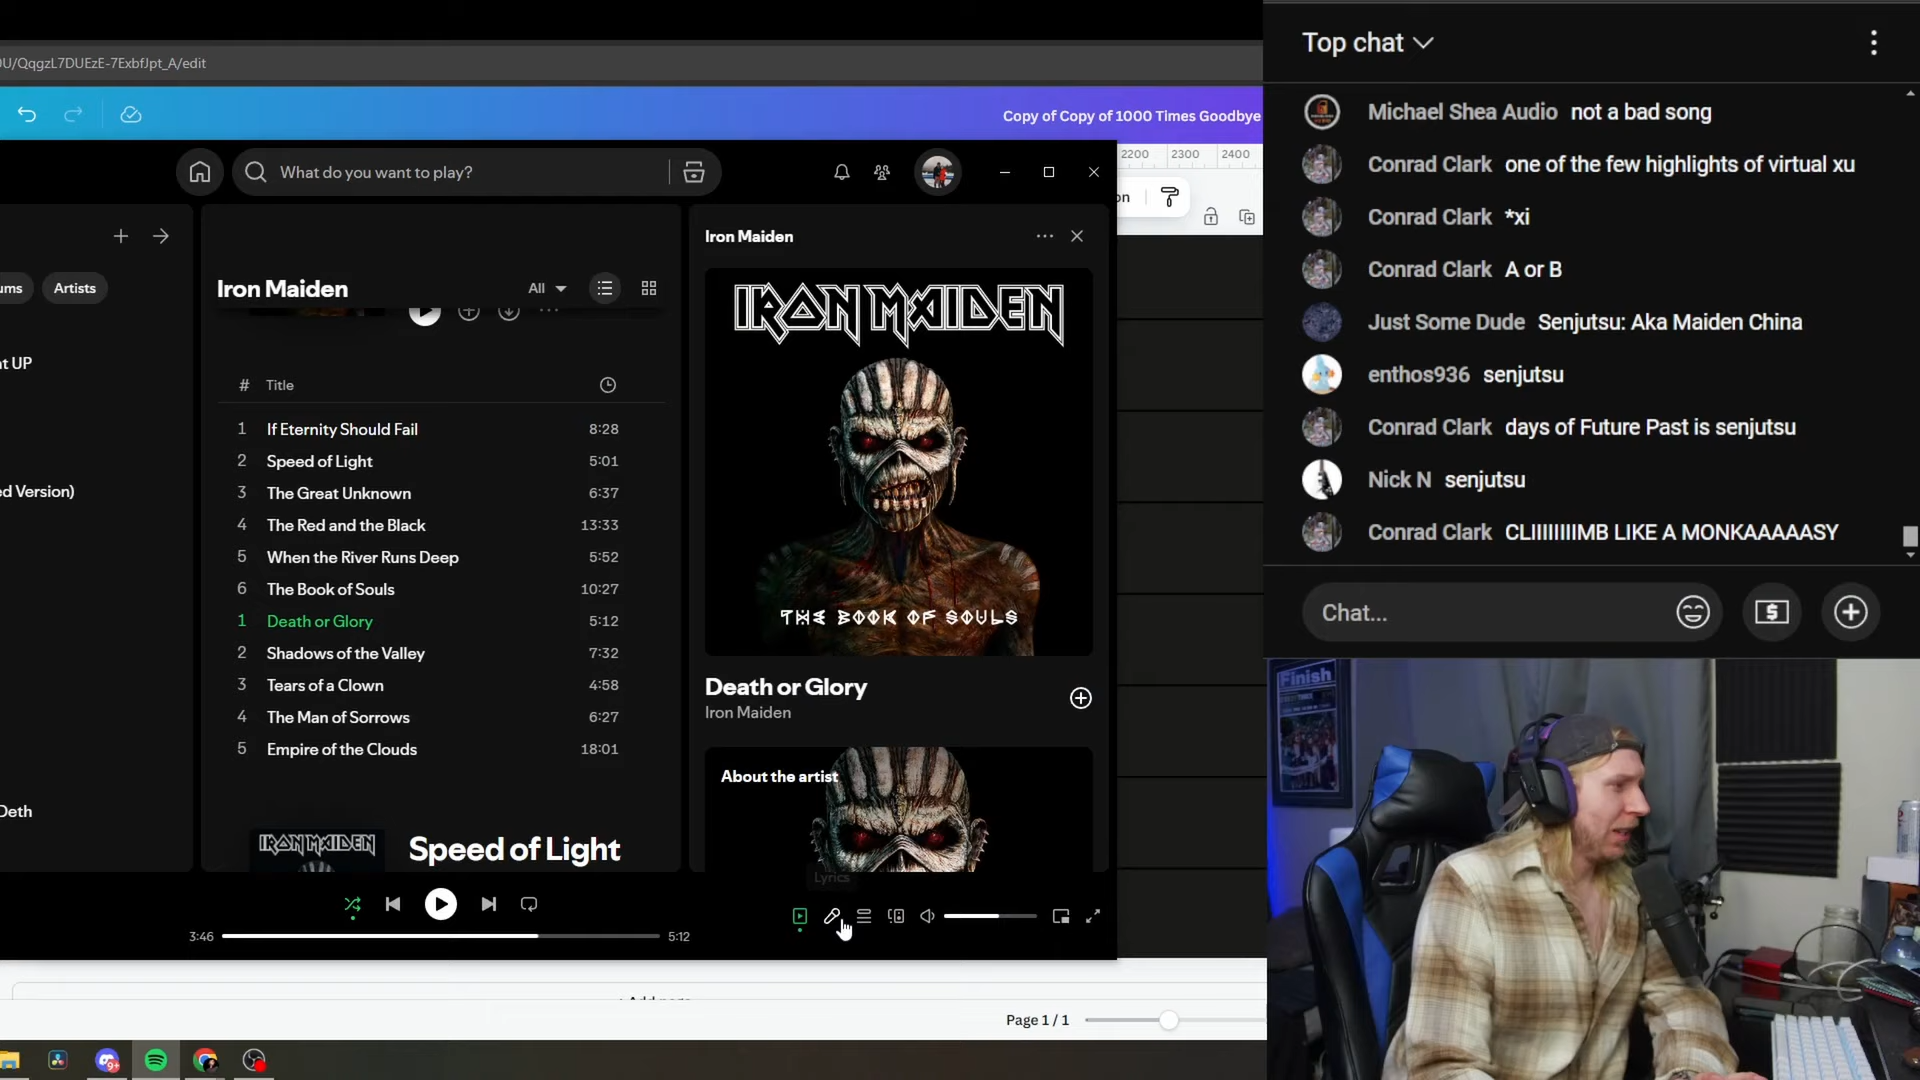 0U/QqgzL7DUEzE-7ExbfJpt_A/edit
Copy of Copy of 1000 Times Goodbye
2200 2300 2400
What do you want to play?
on
ums
Artists
t UP
ed Version)
Deth
Iron Maiden
All
# Title
1 If Eternity Should Fail 8:28
2 Speed of Light 5:01
3 The Great Unknown 6:37
4 The Red and the Black 13:33
5 When the River Runs Deep 5:52
6 The Book of Souls 10:27
1 Death or Glory 5:12
2 Shadows of the Valley 7:32
3 Tears of a Clown 4:58
4 The Man of Sorrows 6:27
5 Empire of the Clouds 18:01
IRON MAIDEN
Speed of Light
Iron Maiden
IRON MAIDEN
THE BOOK OF SOULS
Death or Glory
Iron Maiden
About the artist
Lyrics
3:46
5:12
Page 1 / 1
9+
Top chat
Michael Shea Audio not a bad song
Conrad Clark one of the few highlights of virtual xu
Conrad Clark *xi
Conrad Clark A or B
Just Some Dude Senjutsu: Aka Maiden China
enthos936 senjutsu
Conrad Clark days of Future Past is senjutsu
Nick N senjutsu
Conrad Clark CLIIIIIIIMB LIKE A MONKAAAAASY
Chat...
Finish